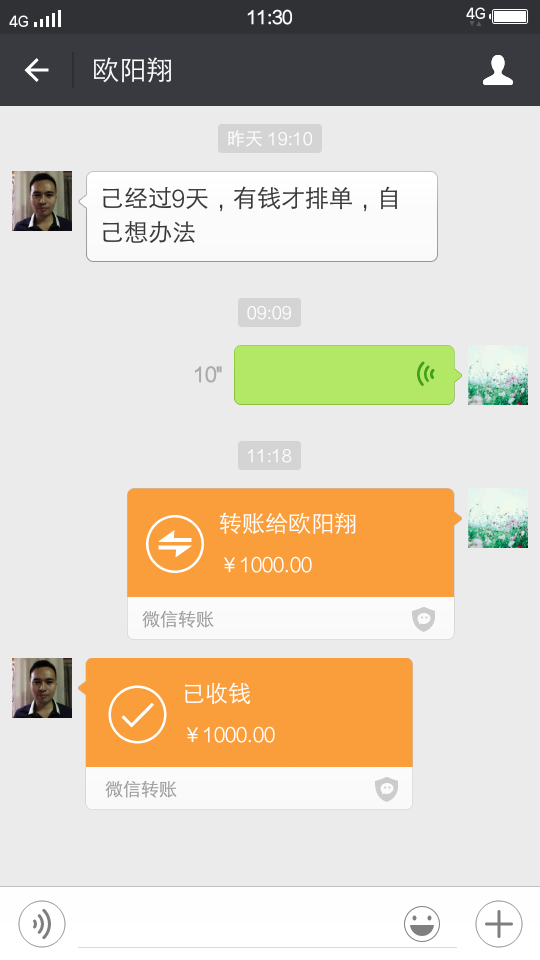 4G 11:30 4G
欧阳翔
昨天 19:10
己经过9天，有钱才排单，自
己想办法
09:09
10"
11:18
转账给欧阳翔
￥1000.00
微信转账
已收钱
￥1000.00
微信转账